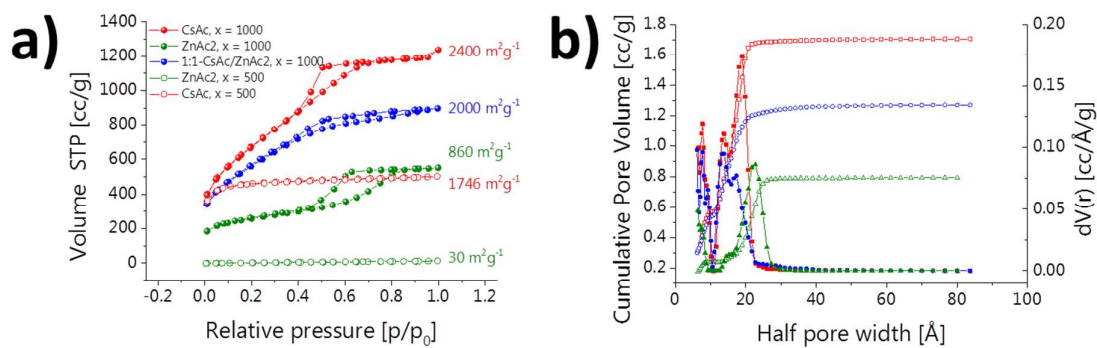 a)
1400
1200
1000
800
600
400
200
0
-0.2
0.0
0.2
0.4
0.6
0.8
1.0
1.2
Volume STP [cc/g]
Relative pressure [p/p₀]
CsAc, x = 1000
ZnAc2, x = 1000
1:1-CsAc/ZnAc2, x = 1000
ZnAc2, x = 500
CsAc, x = 500
2400 m²g⁻¹
2000 m²g⁻¹
860 m²g⁻¹
1746 m²g⁻¹
30 m²g⁻¹
b)
1.8
1.6
1.4
1.2
1.0
0.8
0.6
0.4
0.2
0
20
40
60
80
100
0.20
0.15
0.10
0.05
0.00
Cumulative Pore Volume [cc/g]
dV(r) [cc/Å/g]
Half pore width [Å]